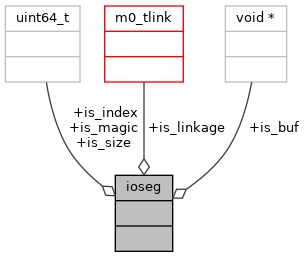 uint64_t
m0_tlink
void *
+is_index
+is_magic
+is_size
+is_linkage
+is_buf
ioseg